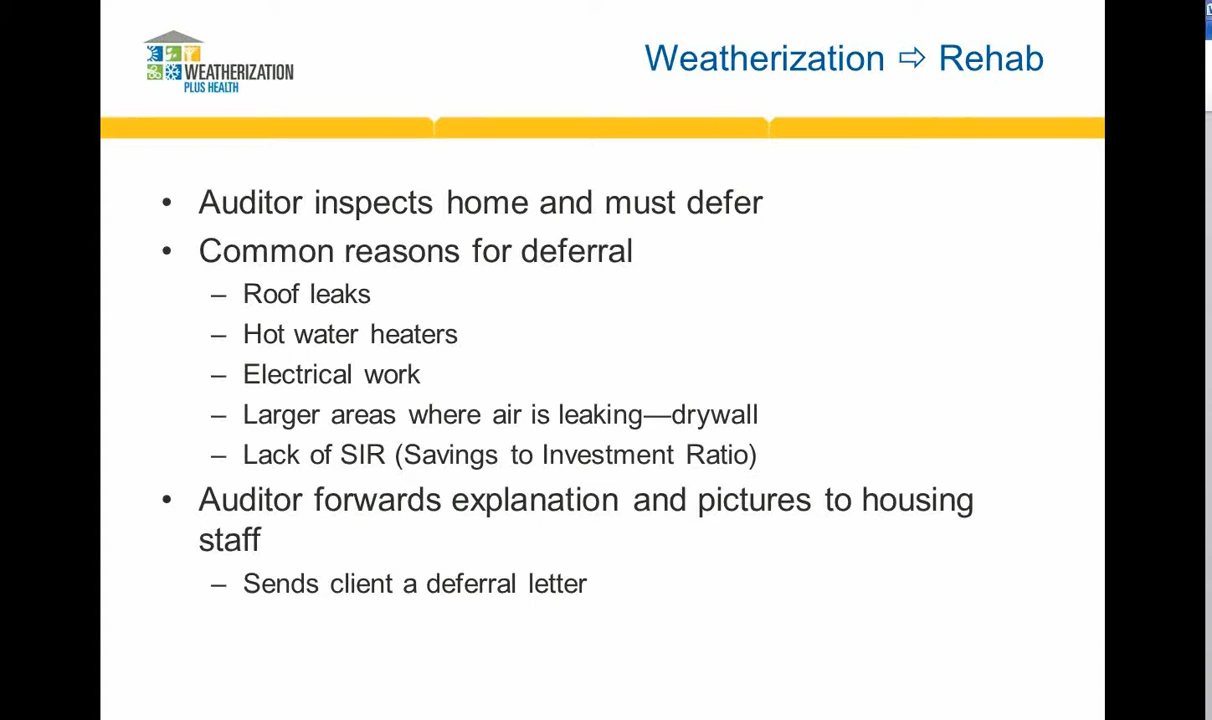 WEATHERIZATION
PLUS HEALTH
Weatherization ⇨ Rehab
• Auditor inspects home and must defer
• Common reasons for deferral
– Roof leaks
– Hot water heaters
– Electrical work
– Larger areas where air is leaking—drywall
– Lack of SIR (Savings to Investment Ratio)
• Auditor forwards explanation and pictures to housing
staff
– Sends client a deferral letter